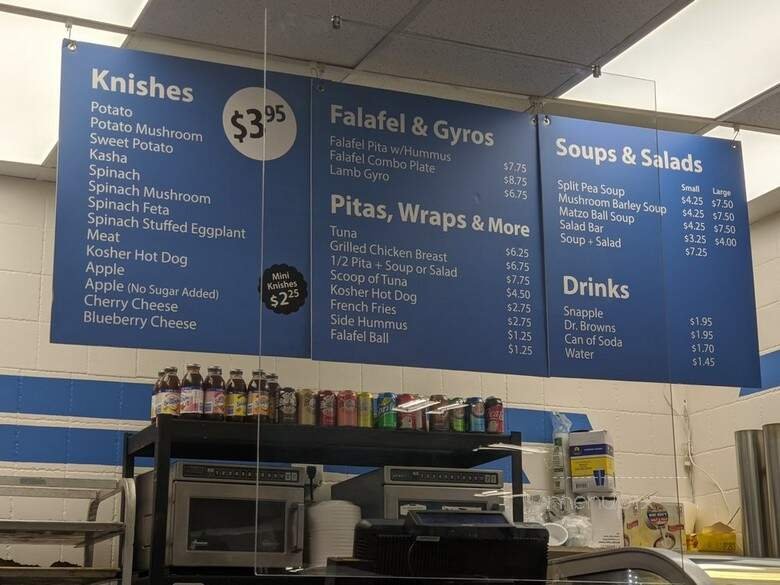 Knishes
$3.95
Potato
Potato Mushroom
Sweet Potato
Kasha
Spinach
Spinach Mushroom
Spinach Feta
Spinach Stuffed Eggplant
Meat
Kosher Hot Dog
Apple
Apple (No Sugar Added)
Cherry Cheese
Blueberry Cheese
Mini
Knishes
$2.25
Falafel & Gyros
Falafel Pita w/Hummus $7.75
Falafel Combo Plate $8.75
Lamb Gyro $6.75
Pitas, Wraps & More
Tuna $6.25
Grilled Chicken Breast $6.75
1/2 Pita + Soup or Salad $7.75
Scoop of Tuna $4.50
Kosher Hot Dog $2.75
French Fries $2.75
Side Hummus $1.25
Falafel Ball $1.25
Soups & Salads
Small Large
Split Pea Soup $4.25 $7.50
Mushroom Barley Soup $4.25 $7.50
Matzo Ball Soup $4.25 $7.50
Salad Bar $3.25 $4.00
Soup + Salad $7.25
Drinks
Snapple $1.95
Dr. Browns $1.95
Can of Soda $1.70
Water $1.45